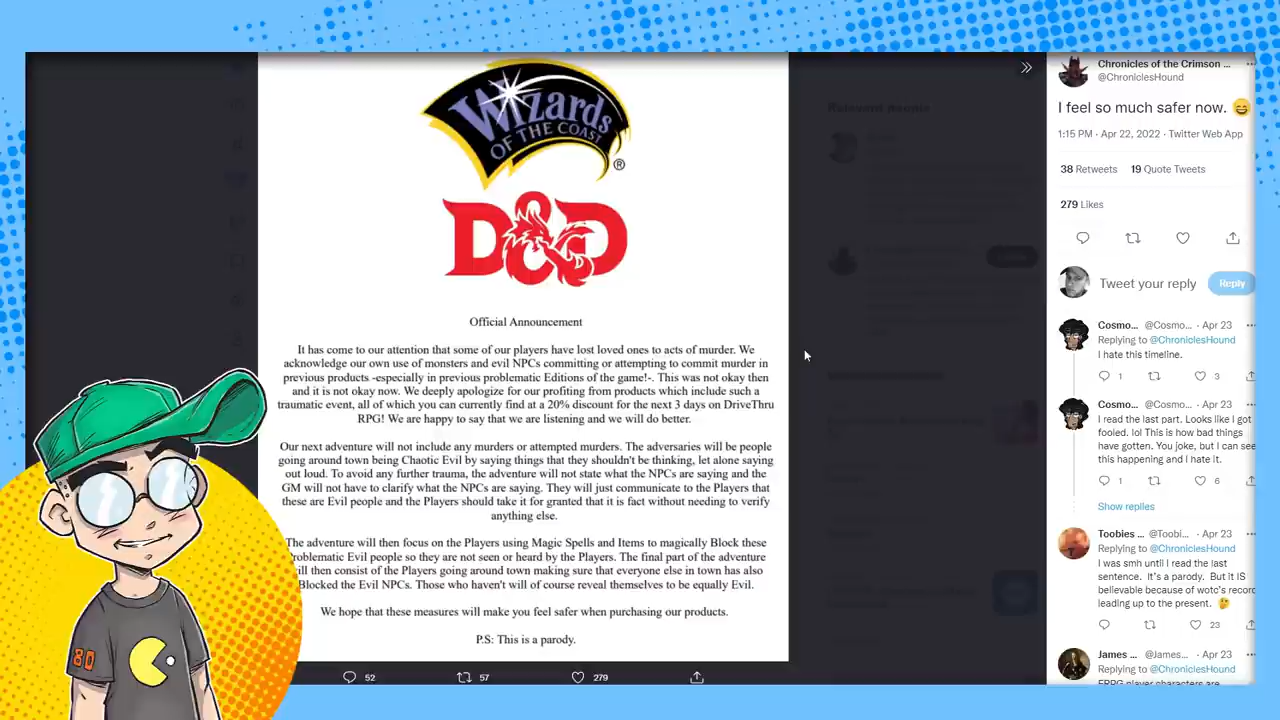 Wizards
OF THE COAST
®
D&D
Official Announcement
It has come to our attention that some of our players have lost loved ones to acts of murder. We
acknowledge our own use of monsters and evil NPCs committing or attempting to commit murder in
previous products -especially in previous problematic Editions of the game!-. This was not okay then
and it is not okay now. We deeply apologize for our profiting from products which include such a
traumatic event, all of which you can currently find at a 20% discount for the next 3 days on DriveThru
RPG! We are happy to say that we are listening and we will do better.
Our next adventure will not include any murders or attempted murders. The adversaries will be people
going around town being Chaotic Evil by saying things that they shouldn't be thinking, let alone saying
out loud. To avoid any further trauma, the adventure will not state what the NPCs are saying and the
GM will not have to clarify what the NPCs are saying. They will just communicate to the Players that
these are Evil people and the Players should take it for granted that it is fact without needing to verify
anything else.
The adventure will then focus on the Players using Magic Spells and Items to magically Block these
roblematic Evil people so they are not seen or heard by the Players. The final part of the adventure
ill then consist of the Players going around town making sure that everyone else in town has also
Blocked the Evil NPCs. Those who haven't will of course reveal themselves to be equally Evil.
We hope that these measures will make you feel safer when purchasing our products.
P.S: This is a parody.
52 57 279
80
Relevant people
Chronicles of the Crimson ...
@ChroniclesHound
I feel so much safer now. 😄
1:15 PM · Apr 22, 2022 · Twitter Web App
38 Retweets 19 Quote Tweets
279 Likes
Tweet your reply Reply
Cosmo... @Cosmo... · Apr 23
I hate this timeline.
1 3
Cosmo... @Cosmo... · Apr 23
I read the last part. Looks like I got
fooled. lol This is how bad things
have gotten. You joke, but I can see
this happening and I hate it.
1 6
Show replies
Toobies ... @Toobi... · Apr 23
Replying to @ChroniclesHound
I was smh until I read the last
sentence. It's a parody. But it IS
believable because of wotc's record
leading up to the present. 🤔
23
James ... @James... · Apr 23
Replying to @ChroniclesHound